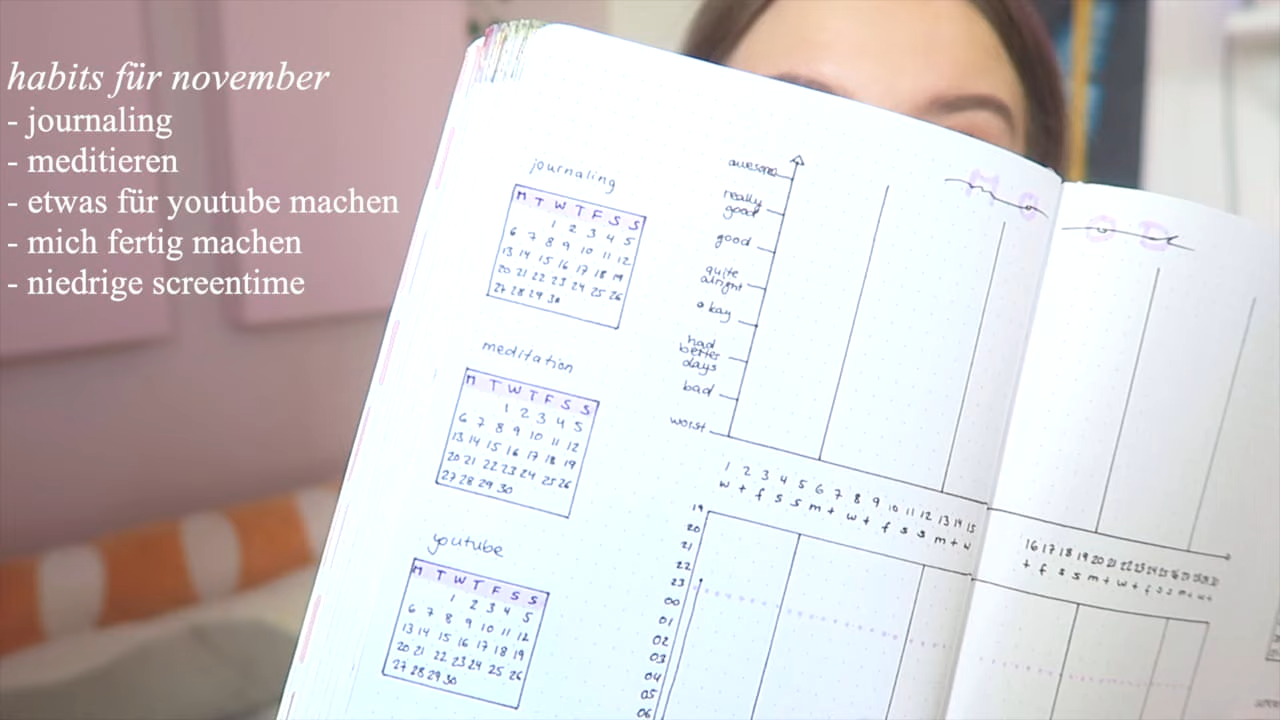 habits für november
- journaling
- meditieren
- etwas für youtube machen
- mich fertig machen
- niedrige screentime
journaling
M T W T F S S
1 2 3 4 5
6 7 8 9 10 11 12
13 14 15 16 17 18 19
20 21 22 23 24 25 26
27 28 29 30
meditation
M T W T F S S
1 2 3 4 5
6 7 8 9 10 11 12
13 14 15 16 17 18 19
20 21 22 23 24 25 26
27 28 29 30
youtube
M T W T F S S
1 2 3 4 5
6 7 8 9 10 11 12
13 14 15 16 17 18 19
20 21 22 23 24 25 26
27 28 29 30
M O O D
awesome
really
good
good
quite
alright
okay
had
better
days
bad
worst
1 2 3 4 5 6 7 8 9 10 11 12 13 14 15
w t f s s m t w t f s s m t w
16 17 18 19 20 21 22 23 24 25
t f s s m t w t f s s m t w t
19
20
21
22
23
00
01
02
03
04
05
06